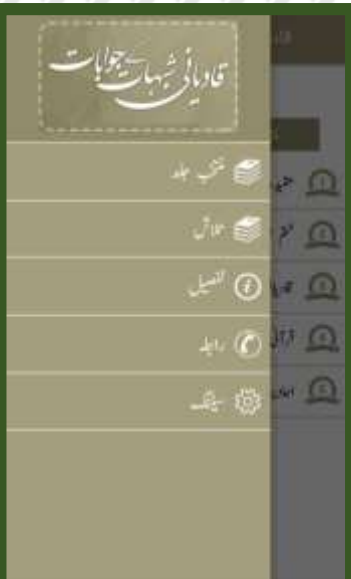 قادیانی شبہات کے جوابات
منتخب جلد
تلاش
تفصیل
رابطہ
سیٹنگ